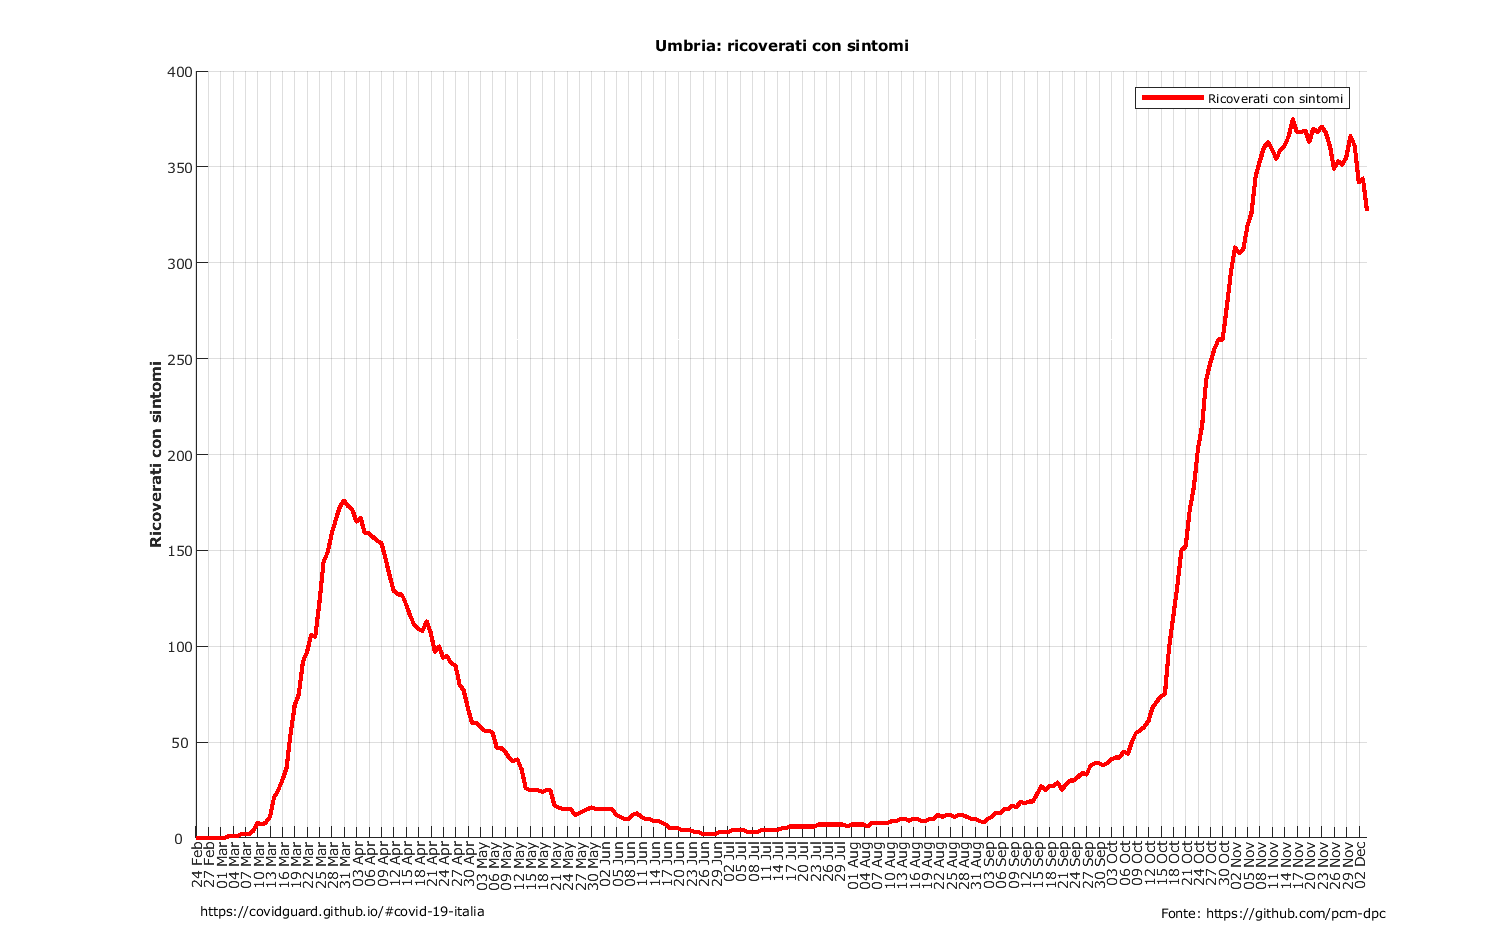 Umbria: ricoverati con sintomi
Ricoverati con sintomi
Ricoverati con sintomi
400
350
300
250
200
150
100
50
0
24 Feb
27 Feb
01 Mar
04 Mar
07 Mar
10 Mar
13 Mar
16 Mar
19 Mar
22 Mar
25 Mar
28 Mar
31 Mar
03 Apr
06 Apr
09 Apr
12 Apr
15 Apr
18 Apr
21 Apr
24 Apr
27 Apr
30 Apr
03 May
06 May
09 May
12 May
15 May
18 May
21 May
24 May
27 May
30 May
02 Jun
05 Jun
08 Jun
11 Jun
14 Jun
17 Jun
20 Jun
23 Jun
26 Jun
29 Jun
02 Jul
05 Jul
08 Jul
11 Jul
14 Jul
17 Jul
20 Jul
23 Jul
26 Jul
29 Jul
01 Aug
04 Aug
07 Aug
10 Aug
13 Aug
16 Aug
19 Aug
22 Aug
25 Aug
28 Aug
31 Aug
03 Sep
06 Sep
09 Sep
12 Sep
15 Sep
18 Sep
21 Sep
24 Sep
27 Sep
30 Sep
03 Oct
06 Oct
09 Oct
12 Oct
15 Oct
18 Oct
21 Oct
24 Oct
27 Oct
30 Oct
02 Nov
05 Nov
08 Nov
11 Nov
14 Nov
17 Nov
20 Nov
23 Nov
26 Nov
29 Nov
02 Dec
https://covidguard.github.io/#covid-19-italia
Fonte: https://github.com/pcm-dpc